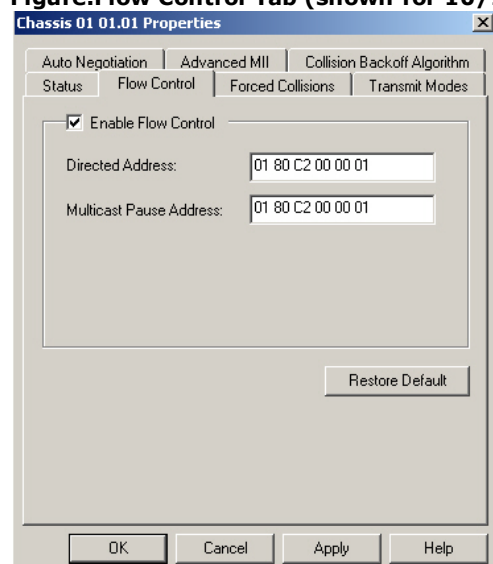 Figure:Flow Control Tab (shown for 10/
Chassis 01 01.01 Properties
Auto Negotiation Advanced MII Collision Backoff Algorithm
Status Flow Control Forced Collisions Transmit Modes
Enable Flow Control
Directed Address: 01 80 C2 00 00 01
Multicast Pause Address: 01 80 C2 00 00 01
Restore Default
OK Cancel Apply Help